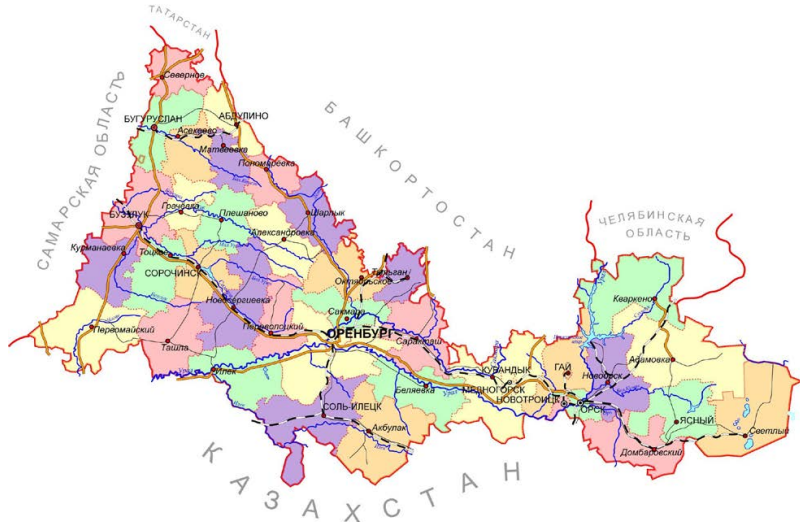 ТАТАРСТАН
САМАРСКАЯ ОБЛАСТЬ
БАШКОРТОСТАН
ЧЕЛЯБИНСКАЯ
ОБЛАСТЬ
КАЗАХСТАН
Северное
БУГУРУСЛАН
АБДУЛИНО
Асекеево
Матвеевка
Пономаревка
Грачевка
Плешаново
Шарлык
БУЗУЛУК
Александровка
Курманаевка
Тоцкое
СОРОЧИНСК
Октябрьское
Тюльган
Новосергиевка
Сакмара
Первомайский
Переволоцкий
ОРЕНБУРГ
Ташла
Саракташ
Илек
Беляевка
СОЛЬ-ИЛЕЦК
Акбулак
КУВАНДЫК
МЕДНОГОРСК
НОВОТРОИЦК
ГАЙ
Новоорск
ОРСК
Кваркено
Адамовка
ЯСНЫЙ
Светлый
Домбаровский
Урал